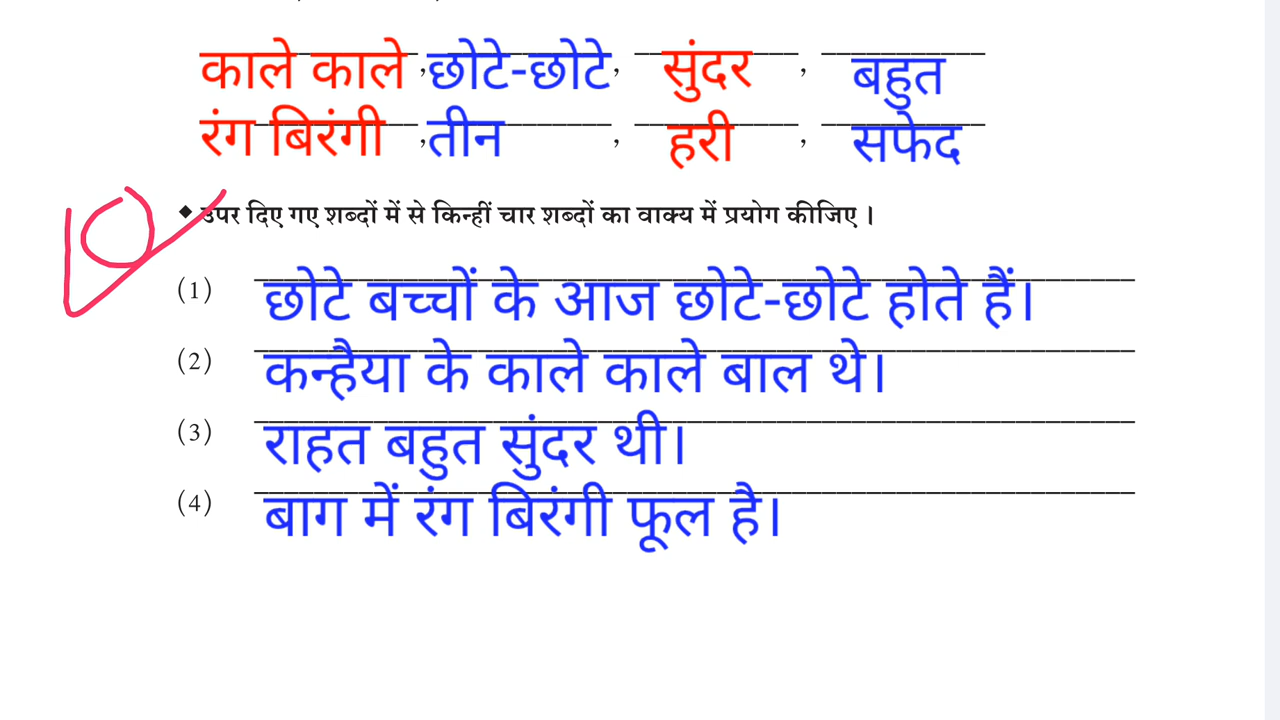 काले काले , छोटे-छोटे , सुंदर , बहुत
रंग बिरंगी , तीन , हरी , सफेद
◆ उपर दिए गए शब्दों में से किन्हीं चार शब्दों का वाक्य में प्रयोग कीजिए ।
(1) छोटे बच्चों के आज छोटे-छोटे होते हैं।
(2) कन्हैया के काले काले बाल थे।
(3) राहत बहुत सुंदर थी।
(4) बाग में रंग बिरंगी फूल है।